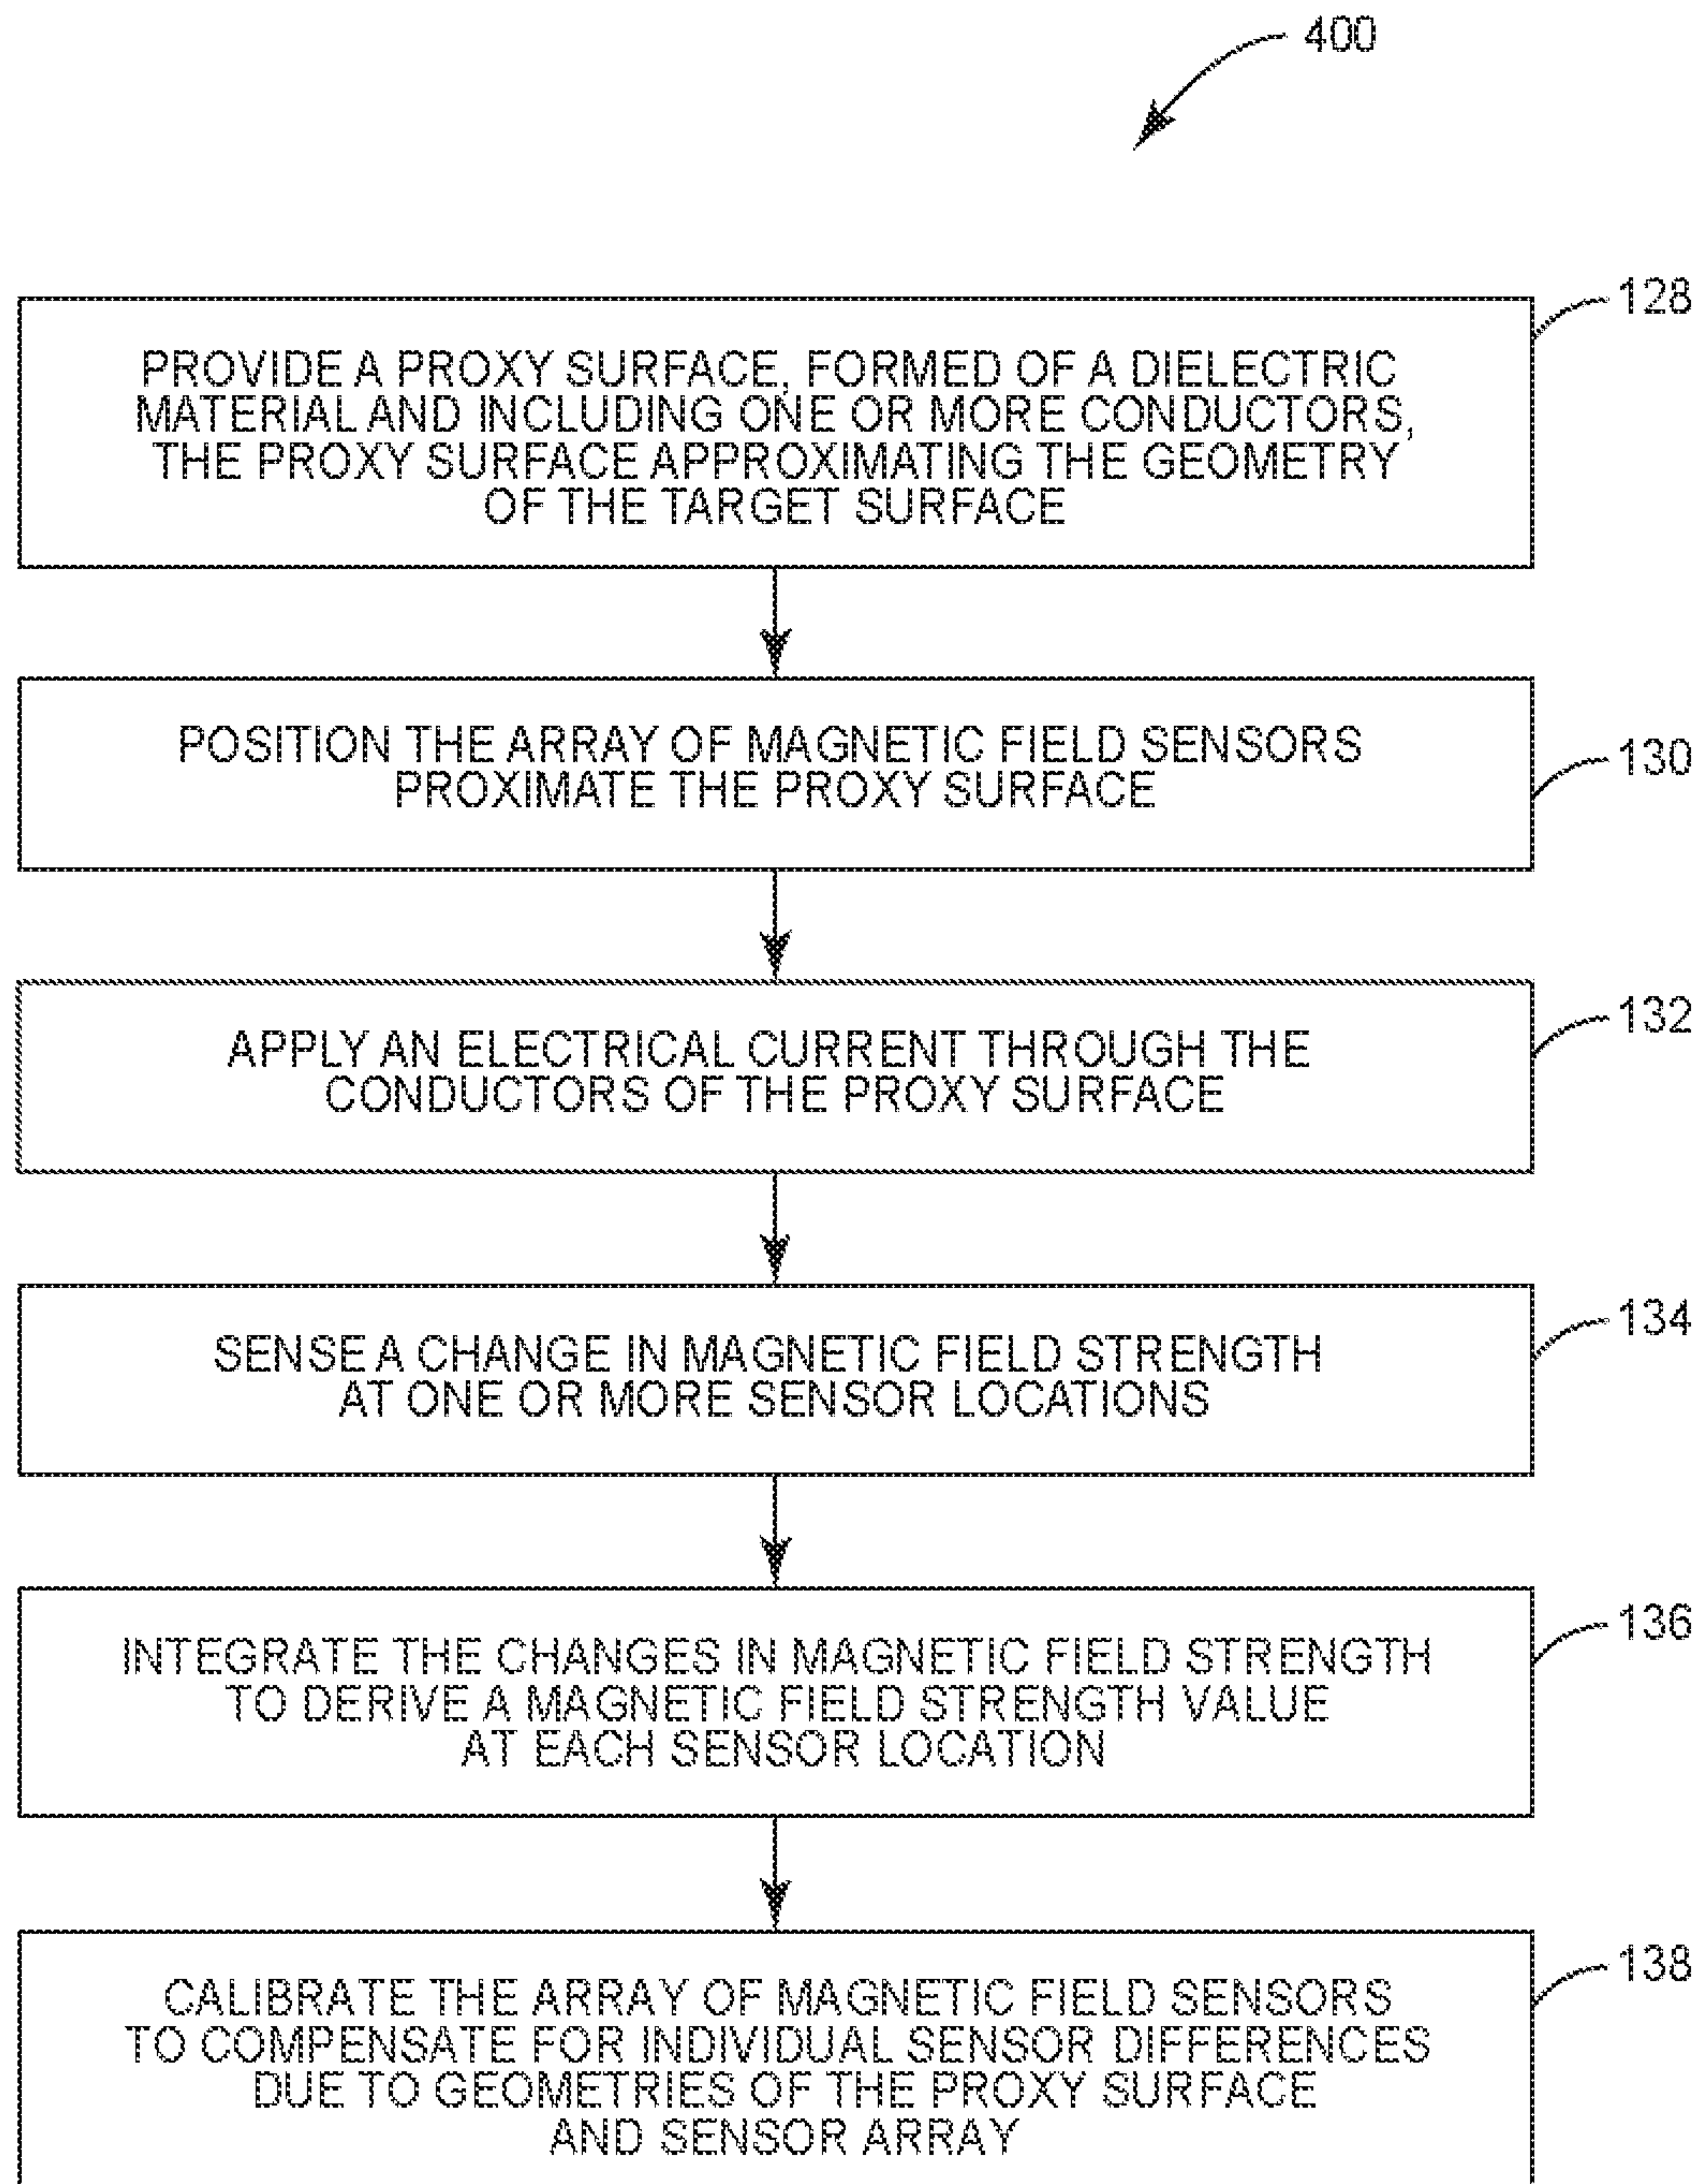 400
128
PROVIDE A PROXY SURFACE, FORMED OF A DIELECTRIC
MATERIAL AND INCLUDING ONE OR MORE CONDUCTORS,
THE PROXY SURFACE APPROXIMATING THE GEOMETRY
OF THE TARGET SURFACE
130
POSITION THE ARRAY OF MAGNETIC FIELD SENSORS
PROXIMATE THE PROXY SURFACE
132
APPLY AN ELECTRICAL CURRENT THROUGH THE
CONDUCTORS OF THE PROXY SURFACE
134
SENSE A CHANGE IN MAGNETIC FIELD STRENGTH
AT ONE OR MORE SENSOR LOCATIONS
136
INTEGRATE THE CHANGES IN MAGNETIC FIELD STRENGTH
TO DERIVE A MAGNETIC FIELD STRENGTH VALUE
AT EACH SENSOR LOCATION
138
CALIBRATE THE ARRAY OF MAGNETIC FIELD SENSORS
TO COMPENSATE FOR INDIVIDUAL SENSOR DIFFERENCES
DUE TO GEOMETRIES OF THE PROXY SURFACE
AND SENSOR ARRAY